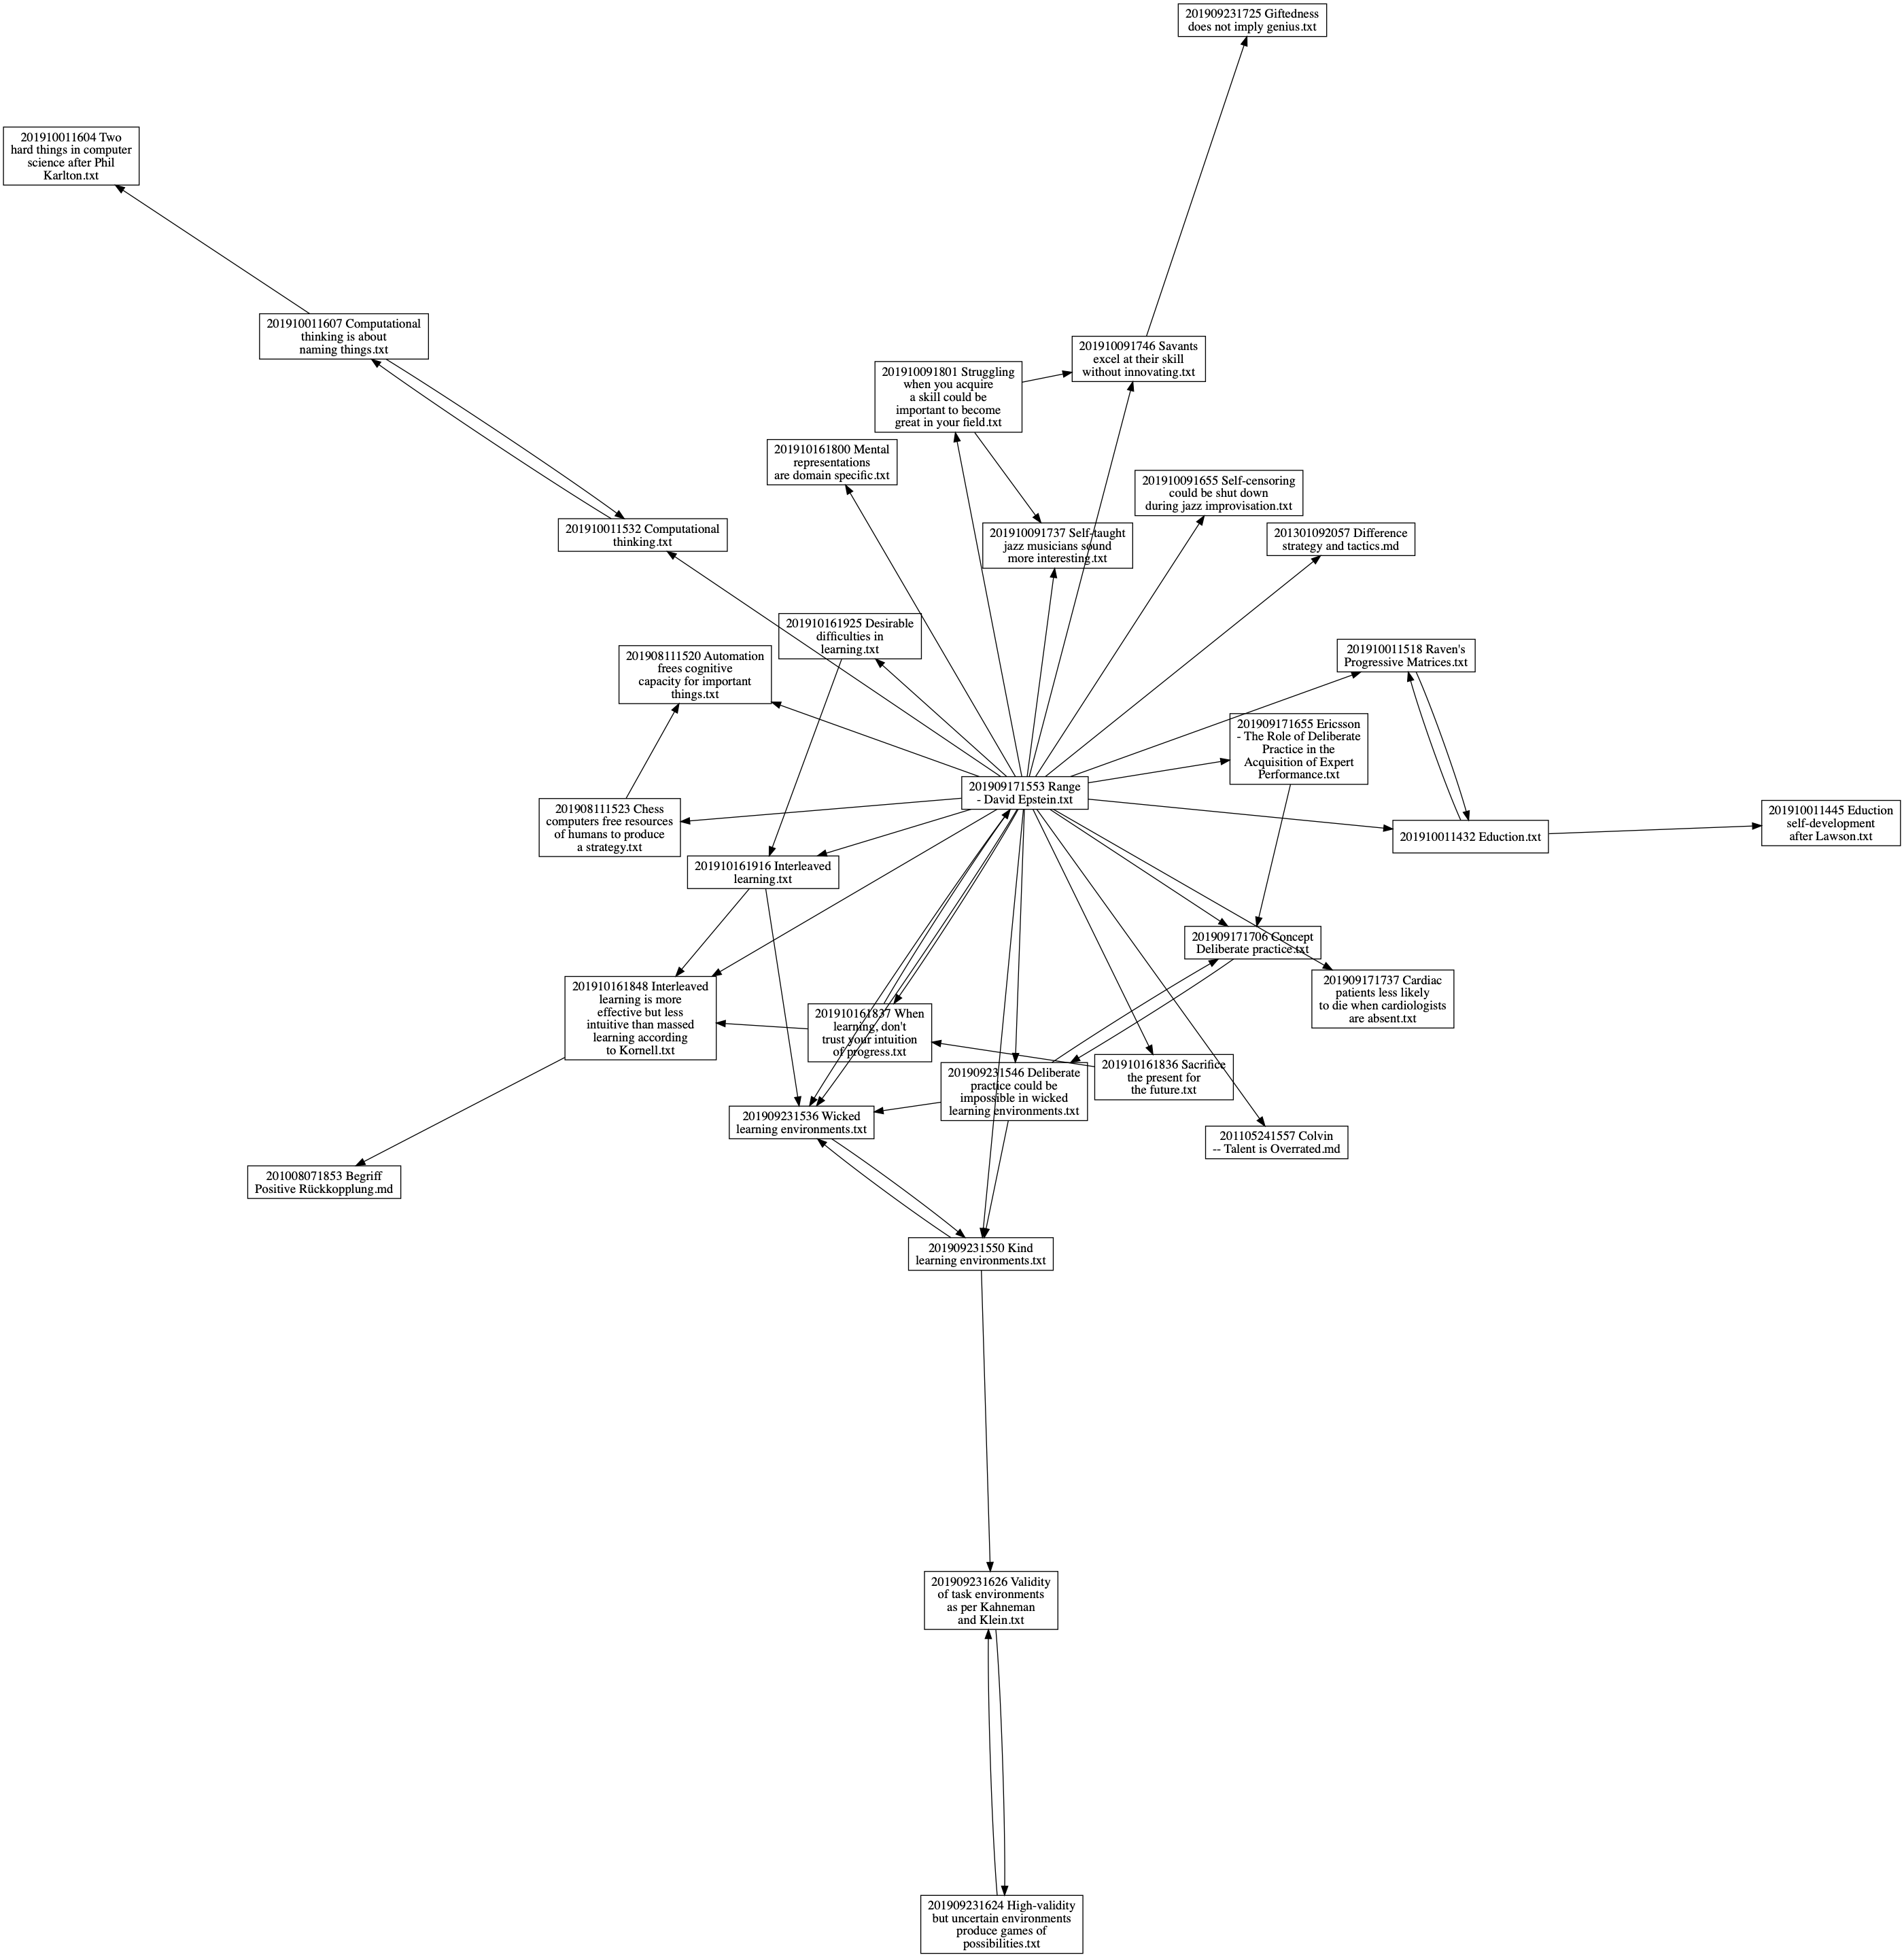 201909231725 Giftedness
does not imply genius.txt
201910011604 Two
hard things in computer
science after Phil
Karlton.txt
201910011607 Computational
thinking is about
naming things.txt
201910091746 Savants
excel at their skill
without innovating.txt
201910091801 Struggling
when you acquire
a skill could be
important to become
great in your field.txt
201910161800 Mental
representations
are domain specific.txt
201910091655 Self-censoring
could be shut down
during jazz improvisation.txt
201910011532 Computational
thinking.txt
201910091737 Self-taught
jazz musicians sound
more interesting.txt
201301092057 Difference
strategy and tactics.md
201910161925 Desirable
difficulties in
learning.txt
201908111520 Automation
frees cognitive
capacity for important
things.txt
201910011518 Raven's
Progressive Matrices.txt
201909171655 Ericsson
- The Role of Deliberate
Practice in the
Acquisition of Expert
Performance.txt
201909171553 Range
- David Epstein.txt
201908111523 Chess
computers free resources
of humans to produce
a strategy.txt
201910011432 Eduction.txt
201910011445 Eduction
self-development
after Lawson.txt
201910161916 Interleaved
learning.txt
201909171706 Concept
Deliberate practice.txt
201909171737 Cardiac
patients less likely
to die when cardiologists
are absent.txt
201910161848 Interleaved
learning is more
effective but less
intuitive than massed
learning according
to Kornell.txt
201910161837 When
learning, don't
trust your intuition
of progress.txt
201910161836 Sacrifice
the present for
the future.txt
201909231546 Deliberate
practice could be
impossible in wicked
learning environments.txt
201909231536 Wicked
learning environments.txt
201105241557 Colvin
-- Talent is Overrated.md
201008071853 Begriff
Positive Rückkopplung.md
201909231550 Kind
learning environments.txt
201909231626 Validity
of task environments
as per Kahneman
and Klein.txt
201909231624 High-validity
but uncertain environments
produce games of
possibilities.txt